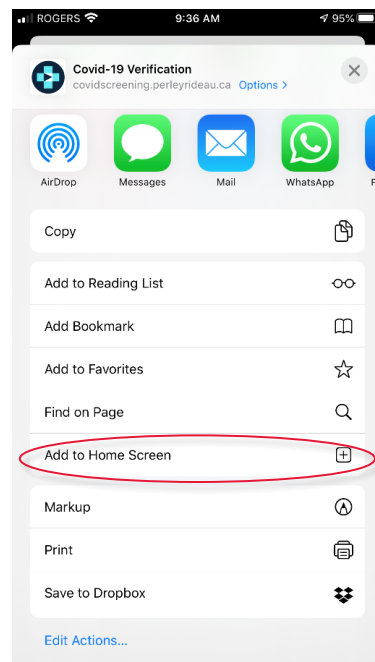 ROGERS 9:36 AM 95%
Covid-19 Verification
covidscreening.perleyrideau.ca Options >
AirDrop Messages Mail WhatsApp F
Copy
Add to Reading List
Add Bookmark
Add to Favorites
Find on Page
Add to Home Screen
Markup
Print
Save to Dropbox
Edit Actions...